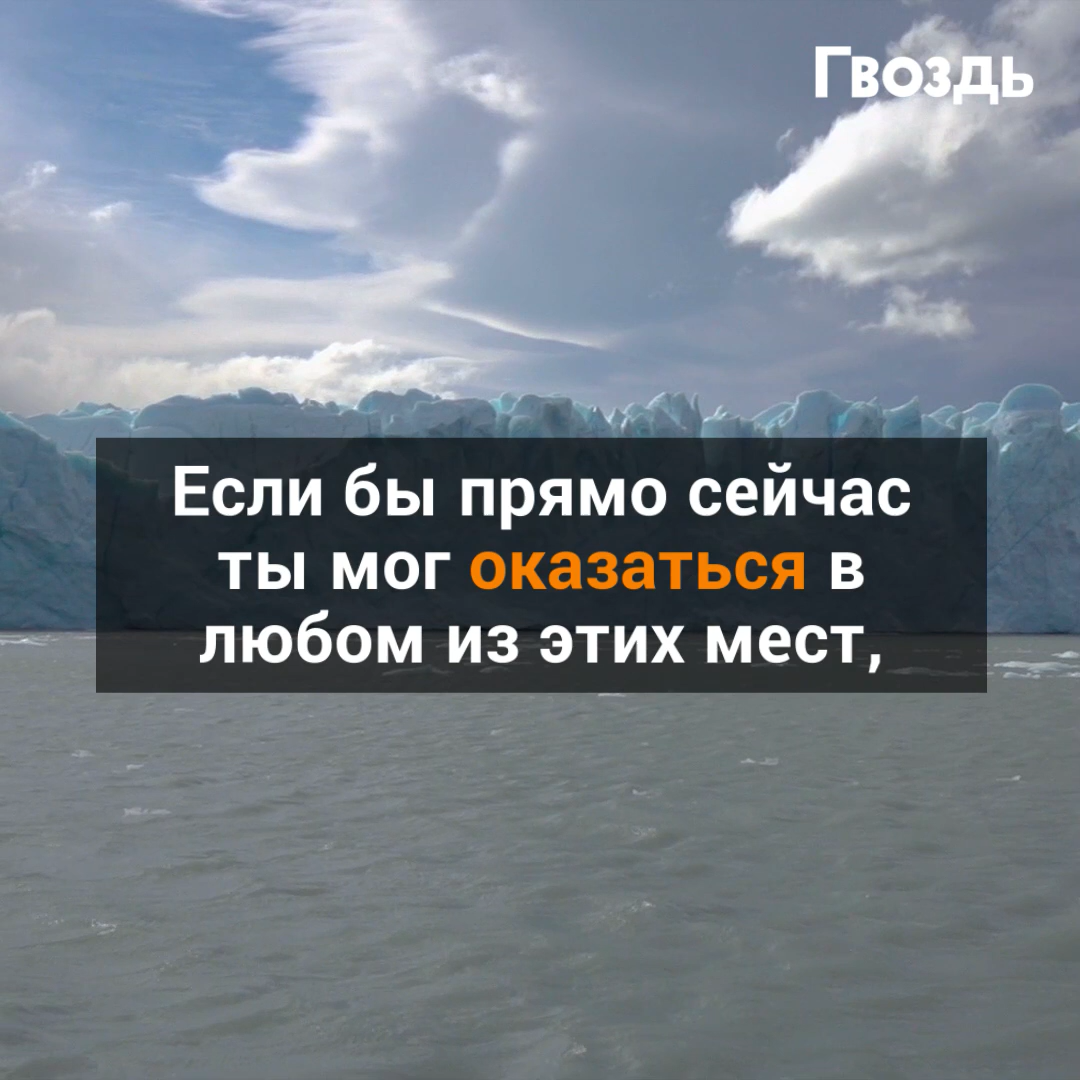 Гвоздь
Если бы прямо сейчас
ты мог оказаться в
любом из этих мест,